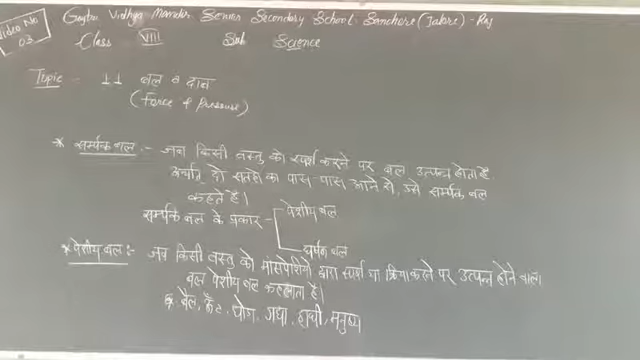 Video No 03
Gaytri Vidhya Mandir Senior Secondary School Sanchore (Jalore) - Raj
Class VIII Sub Science
Topic - 11 बल व दाब
(Force & Pressure)
* सम्पर्क बल :- जब किसी वस्तु को स्पर्श करने पर बल उत्पन्न होता है
अर्थात् दो सतहो का पास-पास आने से, उसे सम्पर्क बल
कहते है।
सम्पर्क बल के प्रकार - पेशीय बल
घर्षण बल
* पेशीय बल :- जब किसी वस्तु को मांसपेशियो द्वारा स्पर्श या क्रिया करने पर उत्पन्न होने वाला
बल पेशीय बल कहलाता है।
बैल, ऊँट, घोडा, गधा, हाथी, मनुष्य